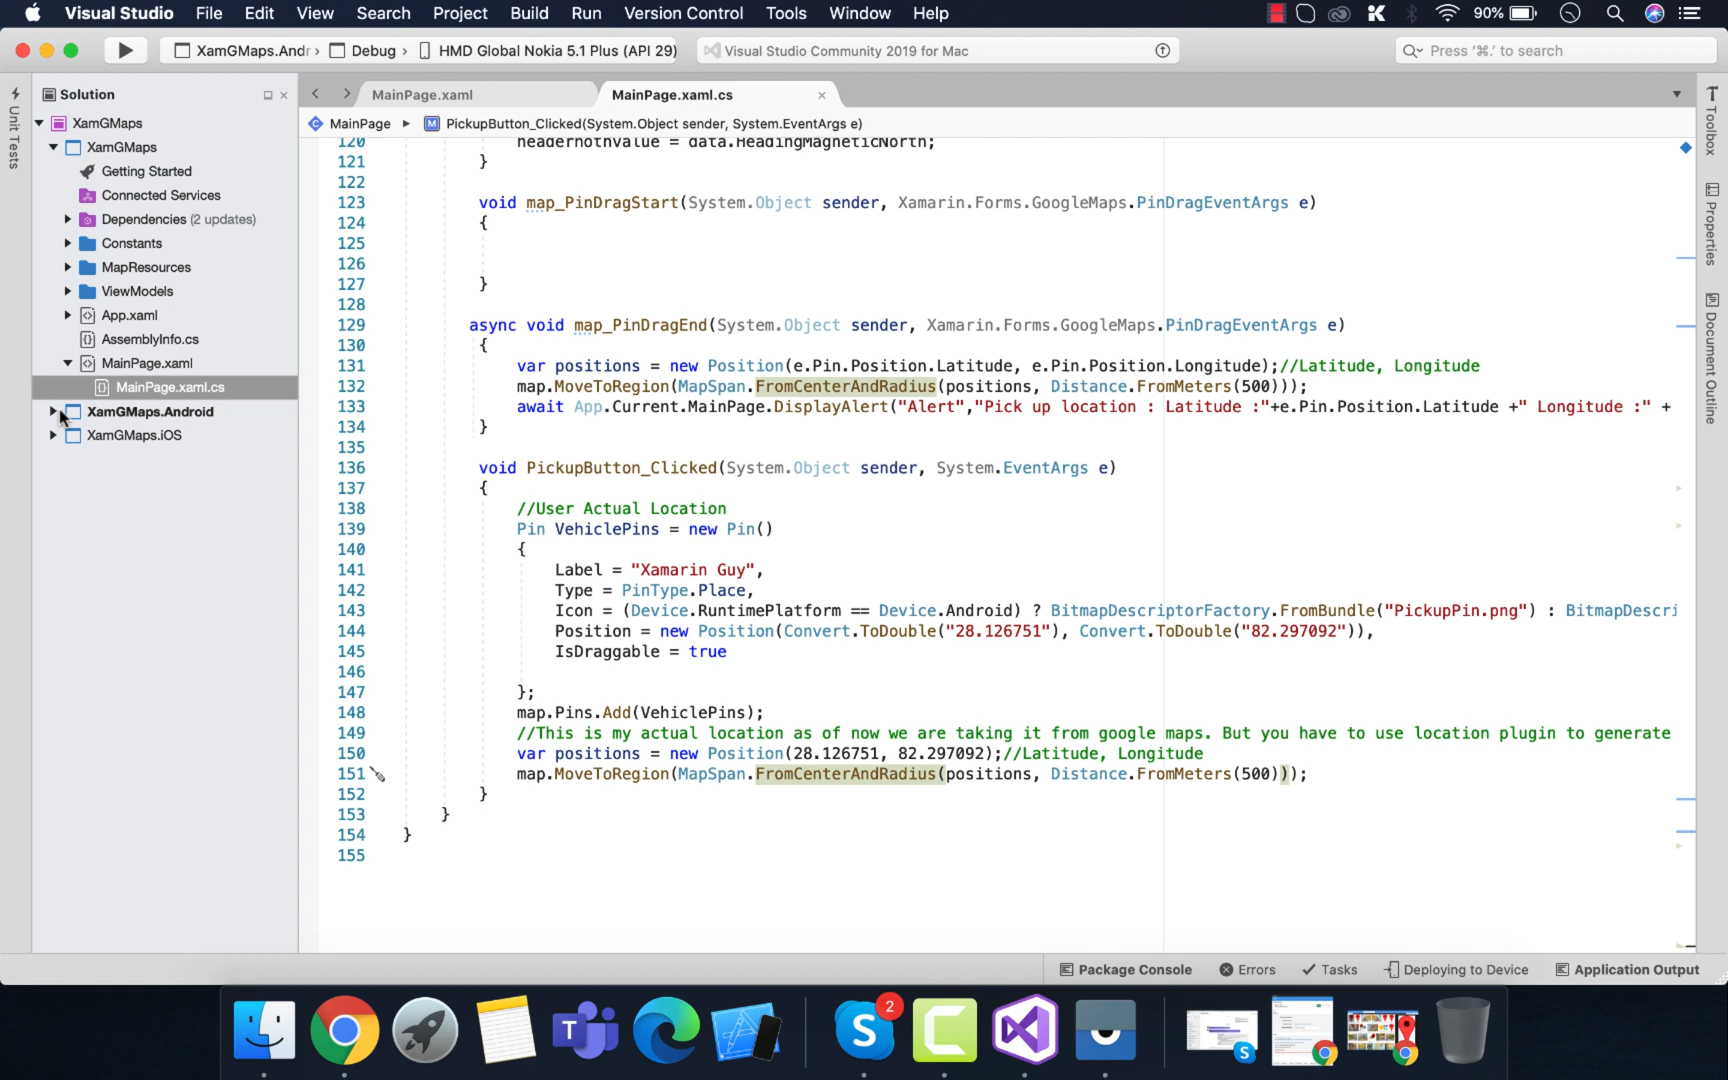 Visual Studio File Edit View Search Project Build Run Version Control Tools Window Help 90%
XamGMaps.Andr › Debug › HMD Global Nokia 5.1 Plus (API 29) Visual Studio Community 2019 for Mac Press '⌘.' to search
Unit Tests
Solution
XamGMaps
XamGMaps
Getting Started
Connected Services
Dependencies (2 updates)
Constants
MapResources
ViewModels
App.xaml
AssemblyInfo.cs
MainPage.xaml
MainPage.xaml.cs
XamGMaps.Android
XamGMaps.iOS
MainPage.xaml MainPage.xaml.cs
MainPage PickupButton_Clicked(System.Object sender, System.EventArgs e)
120 headernothvalue = data.HeadingMagneticNorth;
121 }
122
123 void map_PinDragStart(System.Object sender, Xamarin.Forms.GoogleMaps.PinDragEventArgs e)
124 {
125
126
127 }
128
129 async void map_PinDragEnd(System.Object sender, Xamarin.Forms.GoogleMaps.PinDragEventArgs e)
130 {
131 var positions = new Position(e.Pin.Position.Latitude, e.Pin.Position.Longitude);//Latitude, Longitude
132 map.MoveToRegion(MapSpan.FromCenterAndRadius(positions, Distance.FromMeters(500)));
133 await App.Current.MainPage.DisplayAlert("Alert","Pick up location : Latitude :"+e.Pin.Position.Latitude +" Longitude :" +
134 }
135
136 void PickupButton_Clicked(System.Object sender, System.EventArgs e)
137 {
138 //User Actual Location
139 Pin VehiclePins = new Pin()
140 {
141 Label = "Xamarin Guy",
142 Type = PinType.Place,
143 Icon = (Device.RuntimePlatform == Device.Android) ? BitmapDescriptorFactory.FromBundle("PickupPin.png") : BitmapDescri
144 Position = new Position(Convert.ToDouble("28.126751"), Convert.ToDouble("82.297092")),
145 IsDraggable = true
146
147 };
148 map.Pins.Add(VehiclePins);
149 //This is my actual location as of now we are taking it from google maps. But you have to use location plugin to generate
150 var positions = new Position(28.126751, 82.297092);//Latitude, Longitude
151 map.MoveToRegion(MapSpan.FromCenterAndRadius(positions, Distance.FromMeters(500)));
152 }
153 }
154 }
155
Toolbox
Properties
Document Outline
Package Console Errors Tasks Deploying to Device Application Output
2